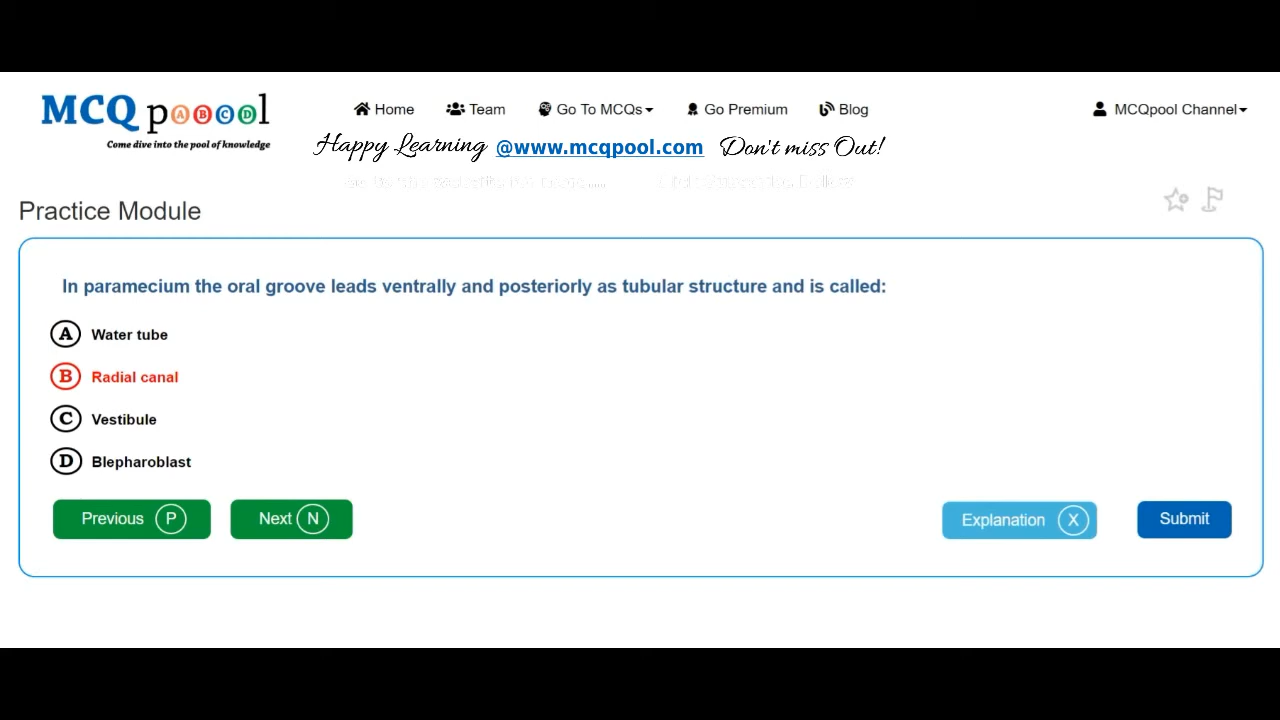 MCQ pooool
Come dive into the pool of knowledge
Home Team Go To MCQs Go Premium Blog MCQpool Channel
Happy Learning @www.mcqpool.com Don't miss Out!
Practice Module
In paramecium the oral groove leads ventrally and posteriorly as tubular structure and is called:
A Water tube
B Radial canal
C Vestibule
D Blepharoblast
Previous P Next N Explanation X Submit